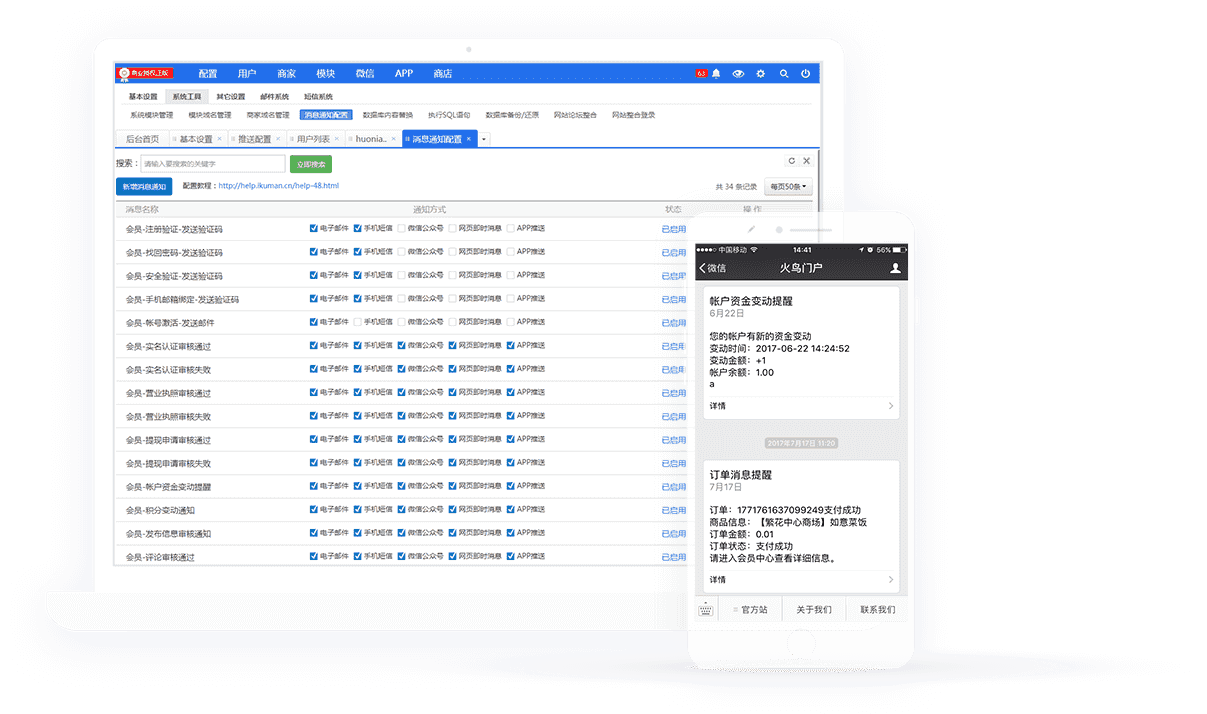 配置 用户 商家 模块 微信 APP 商店 63
基本设置 系统工具 其它设置 邮件系统 短信系统
系统模块管理 模块域名管理 商家域名管理 消息通知配置 数据库内容替换 执行SQL语句 数据库备份/还原 网站论坛整合 网站整合登录
后台首页 基本设置 × 推送配置 × 用户列表 × huonia.. × 消息通知配置 ×
搜索： 请输入要搜索的关键字 立即搜索
新增消息通知 配置教程：http://help.ikuman.cn/help-48.html 共 34 条记录 每页50条
消息名称 通知方式 状态 操 作
会员-注册验证-发送验证码 电子邮件 手机短信 微信公众号 网页即时消息 APP推送 已启用
会员-找回密码-发送验证码 电子邮件 手机短信 微信公众号 网页即时消息 APP推送 已启用
会员-安全验证-发送验证码 电子邮件 手机短信 微信公众号 网页即时消息 APP推送 已启用
会员-手机邮箱绑定-发送验证码 电子邮件 手机短信 微信公众号 网页即时消息 APP推送 已启用
会员-帐号激活-发送邮件 电子邮件 手机短信 微信公众号 网页即时消息 APP推送 已启用
会员-实名认证审核通过 电子邮件 手机短信 微信公众号 网页即时消息 APP推送 已启用
会员-实名认证审核失败 电子邮件 手机短信 微信公众号 网页即时消息 APP推送 已启用
会员-营业执照审核通过 电子邮件 手机短信 微信公众号 网页即时消息 APP推送 已启用
会员-营业执照审核失败 电子邮件 手机短信 微信公众号 网页即时消息 APP推送 已启用
会员-提现申请审核通过 电子邮件 手机短信 微信公众号 网页即时消息 APP推送 已启用
会员-提现申请审核失败 电子邮件 手机短信 微信公众号 网页即时消息 APP推送 已启用
会员-帐户资金变动提醒 电子邮件 手机短信 微信公众号 网页即时消息 APP推送 已启用
会员-积分变动通知 电子邮件 手机短信 微信公众号 网页即时消息 APP推送 已启用
会员-发布信息审核通知 电子邮件 手机短信 微信公众号 网页即时消息 APP推送 已启用
会员-评论审核通过 电子邮件 手机短信 微信公众号 网页即时消息 APP推送 已启用
中国移动 14:41 56%
微信 火鸟门户
帐户资金变动提醒
6月22日
您的帐户有新的资金变动
变动时间：2017-06-22 14:24:52
变动金额：+1
帐户余额：1.00
a
详情
2017年7月17日 11:20
订单消息提醒
7月17日
订单：1771761637099249支付成功
商品信息：【繁花中心商场】如意菜饭
订单金额：0.01
订单状态：支付成功
请进入会员中心查看详细信息。
详情
官方站 关于我们 联系我们